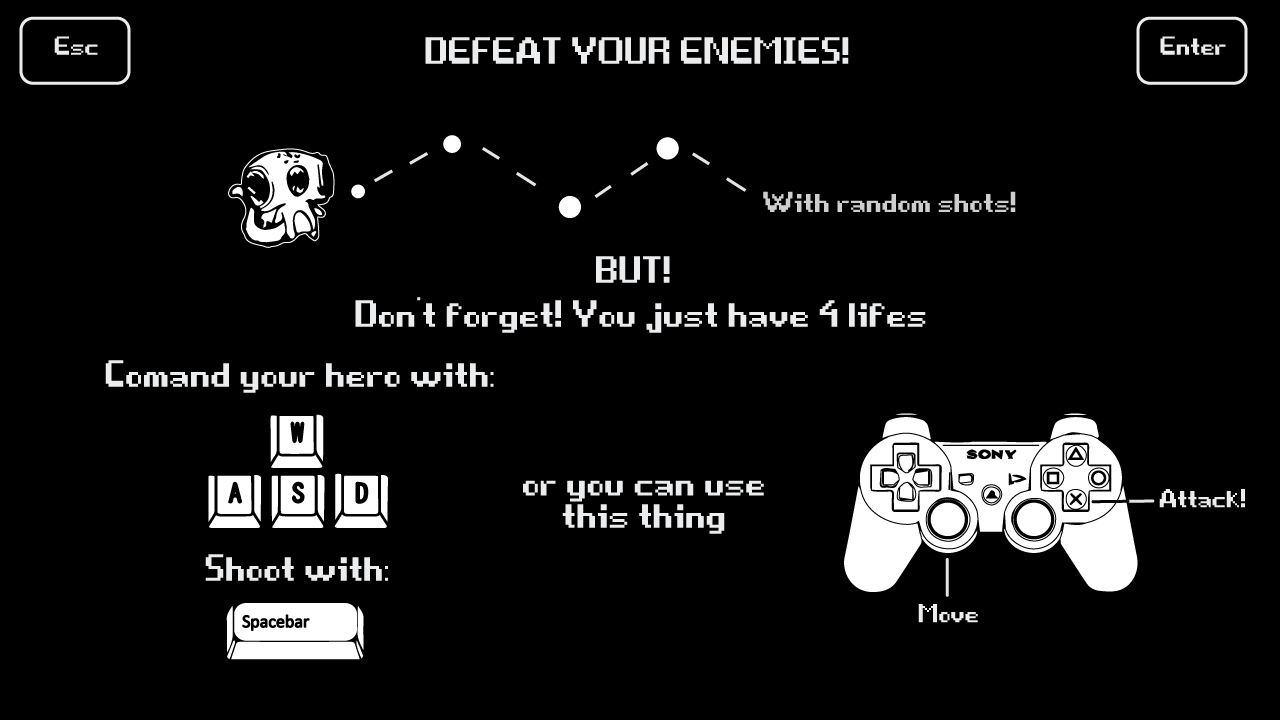 Esc
DEFEAT YOUR ENEMIES!
Enter
With random shots!
BUT!
Don't forget! You just have 4 lifes
Comand your hero with:
W
A S D
or you can use
this thing
SONY
Attack!
Shoot with:
Spacebar
Move